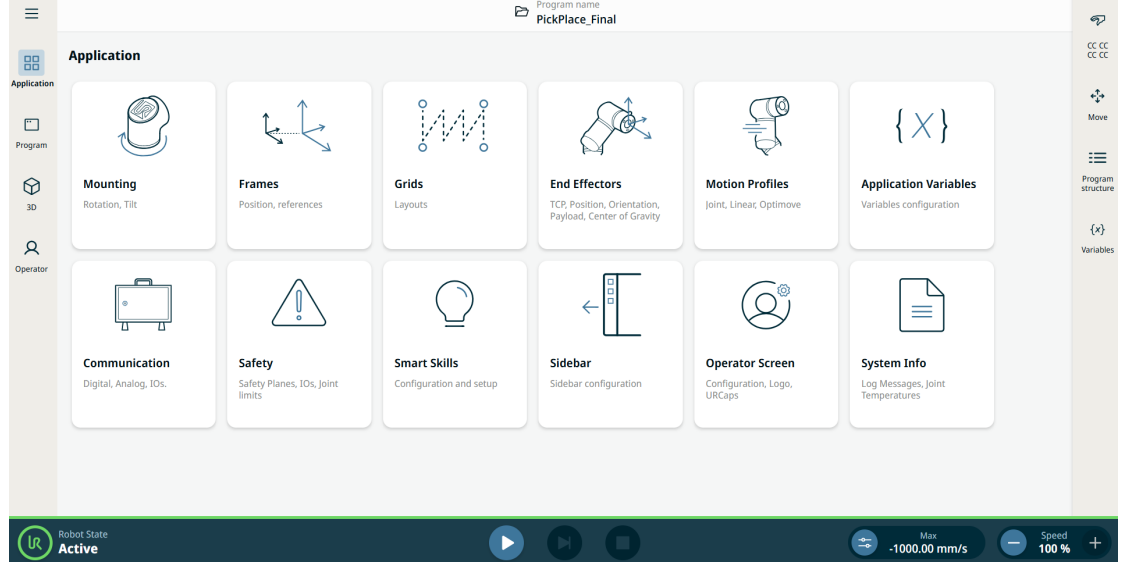 Program name
PickPlace_Final
Application
Application
Program
3D
Operator
Mounting
Rotation, Tilt
Frames
Position, references
Grids
Layouts
End Effectors
TCP, Position, Orientation,
Payload, Center of Gravity
Motion Profiles
Joint, Linear, Optimove
Application Variables
Variables configuration
{X}
Communication
Digital, Analog, IOs.
Safety
Safety Planes, IOs, Joint
limits
Smart Skills
Configuration and setup
Sidebar
Sidebar configuration
Operator Screen
Configuration, Logo,
URCaps
System Info
Log Messages, Joint
Temperatures
CC CC
CC CC
Move
Program
structure
{x}
Variables
UR
Robot State
Active
Max
-1000.00 mm/s
Speed
100 %